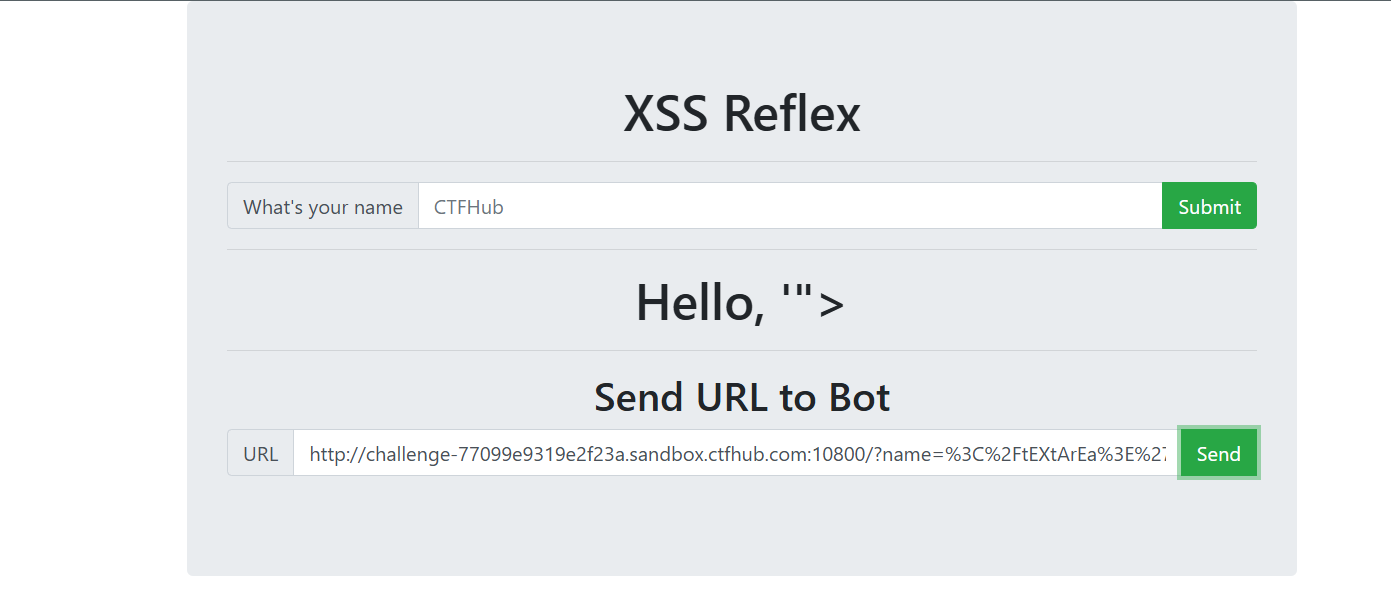 XSS Reflex
What's your name CTFHub Submit
Hello, '">
Send URL to Bot
URL http://challenge-77099e9319e2f23a.sandbox.ctfhub.com:10800/?name=%3C%2FtEXtArEa%3E%27 Send